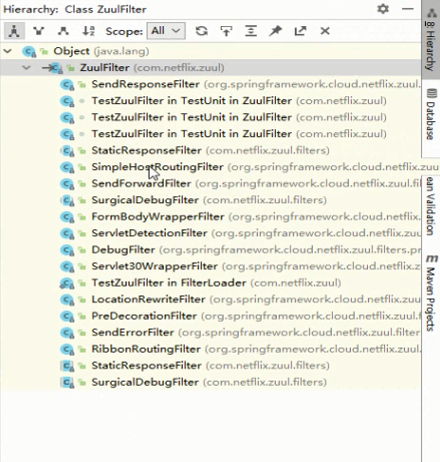 Hierarchy: Class ZuulFilter
Scope: All
Object (java.lang)
ZuulFilter (com.netflix.zuul)
SendResponseFilter (org.springframework.cloud.netflix.zuul.
TestZuulFilter in TestUnit in ZuulFilter (com.netflix.zuul)
TestZuulFilter in TestUnit in ZuulFilter (com.netflix.zuul)
TestZuulFilter in TestUnit in ZuulFilter (com.netflix.zuul)
StaticResponseFilter (com.netflix.zuul.filters)
SimpleHostRoutingFilter (org.springframework.cloud.netflix.zuu
SendForwardFilter (org.springframework.cloud.netflix.zuul.fil
SurgicalDebugFilter (com.netflix.zuul.filters)
FormBodyWrapperFilter (org.springframework.cloud.netflix.
ServletDetectionFilter (org.springframework.cloud.netflix.zu
DebugFilter (org.springframework.cloud.netflix.zuul.filters.pr
Servlet30WrapperFilter (org.springframework.cloud.netflix.z
TestZuulFilter in FilterLoader (com.netflix.zuul)
LocationRewriteFilter (org.springframework.cloud.netflix.zuu
PreDecorationFilter (org.springframework.cloud.netflix.zuul.f
SendErrorFilter (org.springframework.cloud.netflix.zuul.filter
RibbonRoutingFilter (org.springframework.cloud.netflix.zuul.
StaticResponseFilter (com.netflix.zuul.filters)
SurgicalDebugFilter (com.netflix.zuul.filters)
8: Hierarchy
Database
ean Validation
m Maven Projects